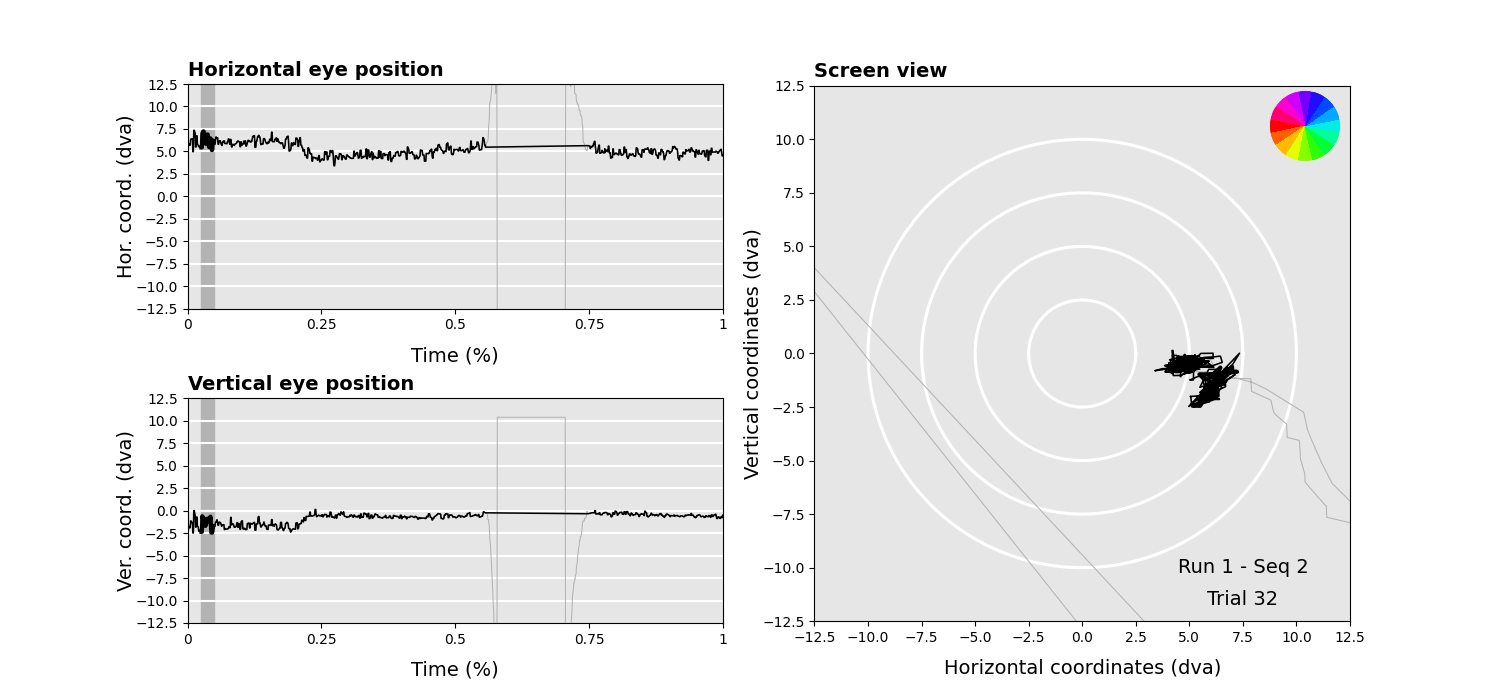 Horizontal eye position
Hor. coord. (dva)
12.5
10.0
7.5
5.0
2.5
0.0
−2.5
−5.0
−7.5
−10.0
−12.5
0 0.25 0.5 0.75 1
Time (%)
Vertical eye position
Ver. coord. (dva)
12.5
10.0
7.5
5.0
2.5
0.0
−2.5
−5.0
−7.5
−10.0
−12.5
0 0.25 0.5 0.75 1
Time (%)
Screen view
Vertical coordinates (dva)
12.5
10.0
7.5
5.0
2.5
0.0
−2.5
−5.0
−7.5
−10.0
−12.5
Run 1 - Seq 2
Trial 32
−12.5 −10.0 −7.5 −5.0 −2.5 0.0 2.5 5.0 7.5 10.0 12.5
Horizontal coordinates (dva)